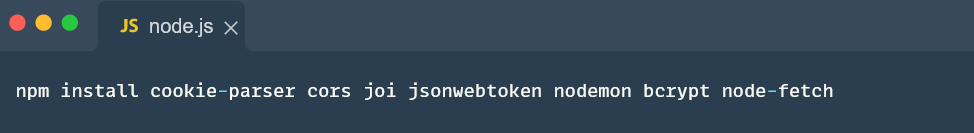 JS node.js
npm install cookie-parser cors joi jsonwebtoken nodemon bcrypt node-fetch